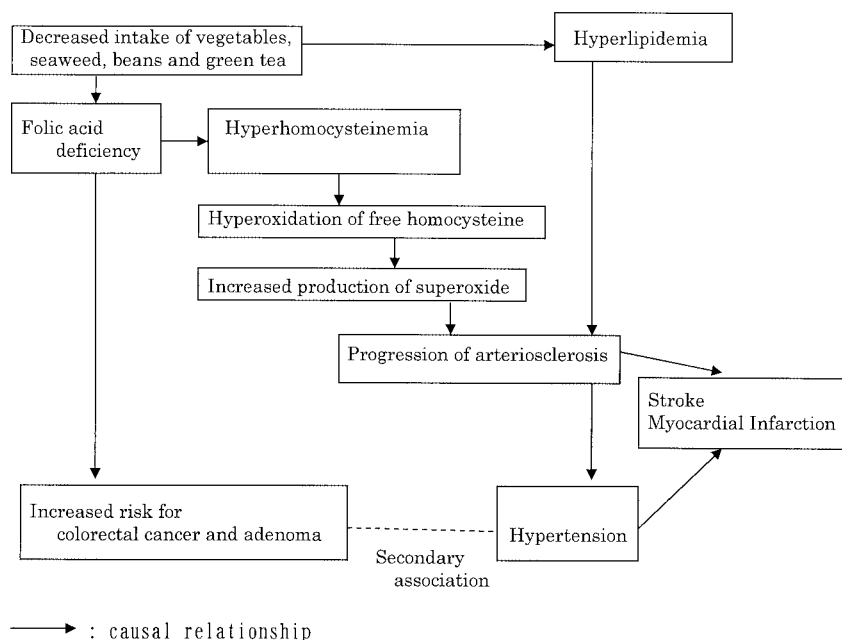 Decreased intake of vegetables,
seaweed, beans and green tea
Hyperlipidemia
Folic acid
deficiency
Hyperhomocysteinemia
Hyperoxidation of free homocysteine
Increased production of superoxide
Progression of arteriosclerosis
Stroke
Myocardial Infarction
Increased risk for
colorectal cancer and adenoma
Hypertension
Secondary
association
: causal relationship